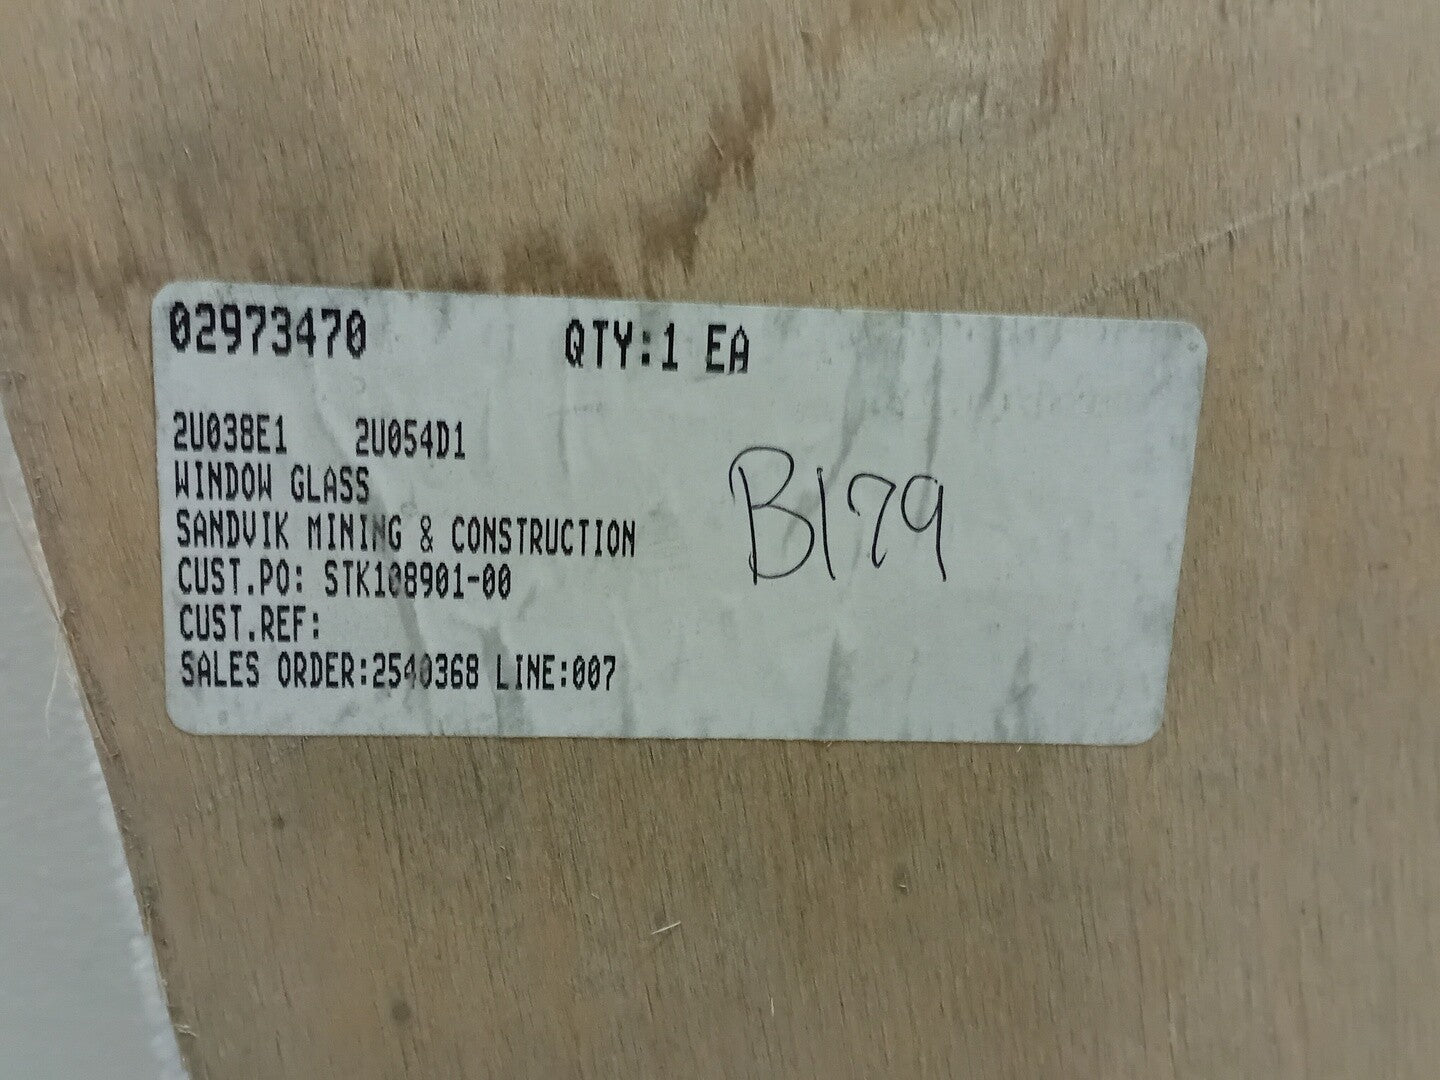 02973470 QTY:1 EA
2U038E1 2U054D1
WINDOW GLASS
SANDVIK MINING & CONSTRUCTION
CUST.PO: STK108901-00
CUST.REF:
SALES ORDER:2540368 LINE:007
B179